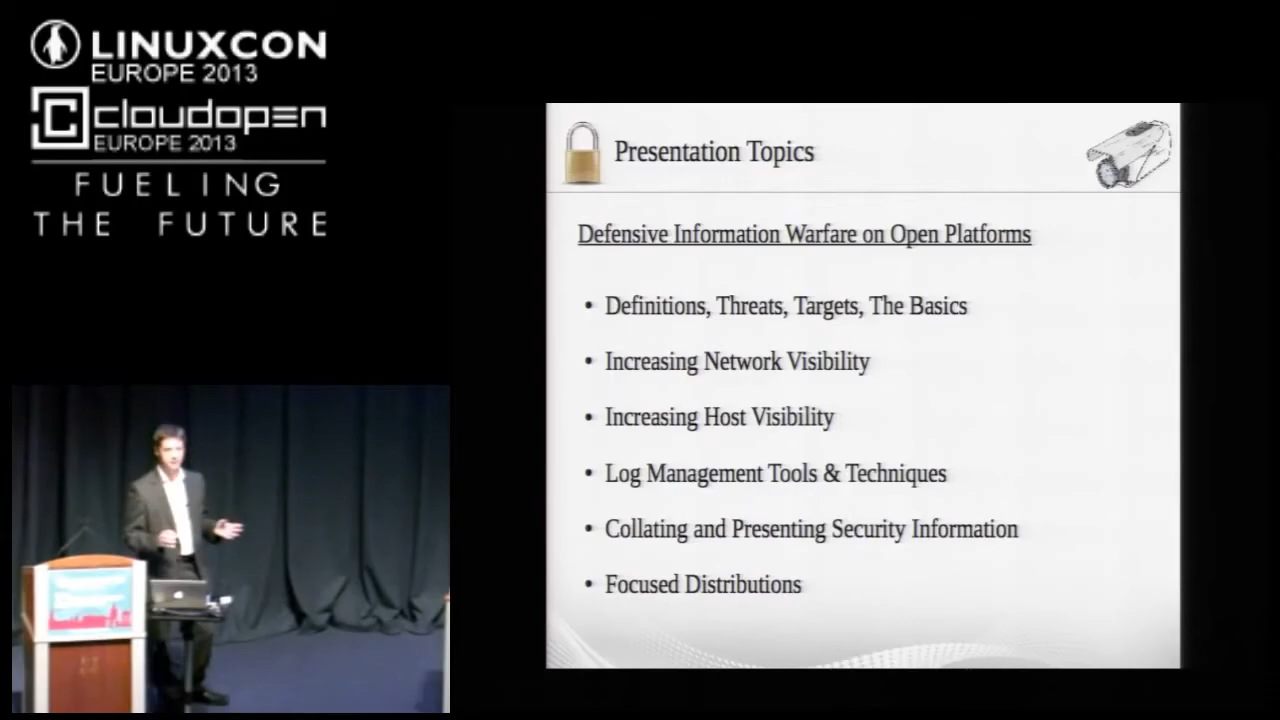 LINUXCON
EUROPE 2013
cloudopen
EUROPE 2013
FUELING
THE FUTURE
Presentation Topics
Defensive Information Warfare on Open Platforms
• Definitions, Threats, Targets, The Basics
• Increasing Network Visibility
• Increasing Host Visibility
• Log Management Tools & Techniques
• Collating and Presenting Security Information
• Focused Distributions